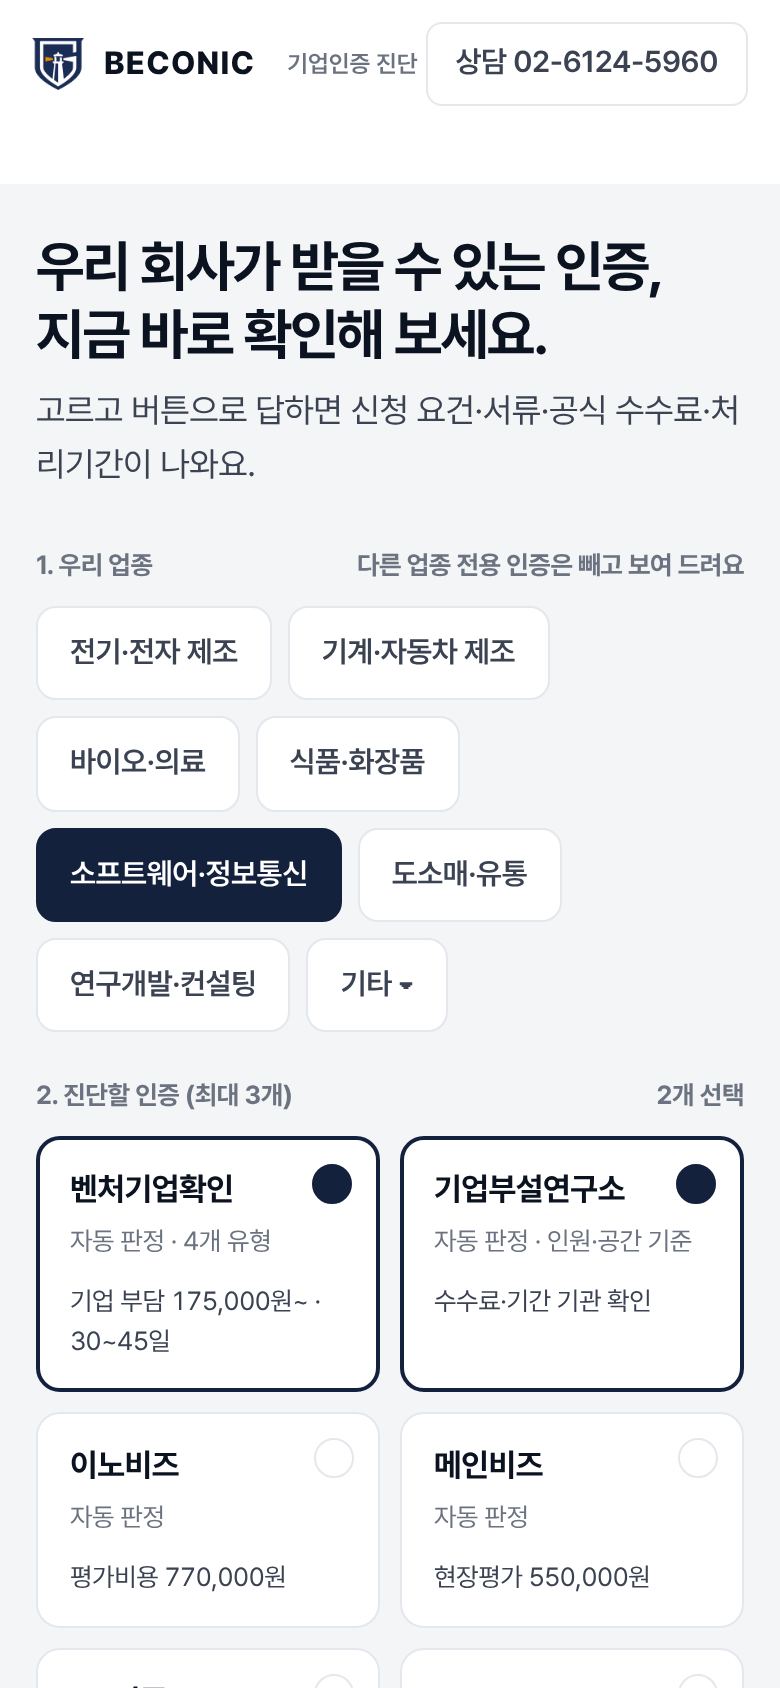 BECONIC 기업인증 진단 상담 02-6124-5960
우리 회사가 받을 수 있는 인증,
지금 바로 확인해 보세요.
고르고 버튼으로 답하면 신청 요건·서류·공식 수수료·처
리기간이 나와요.
1. 우리 업종 다른 업종 전용 인증은 빼고 보여 드려요
전기·전자 제조 기계·자동차 제조
바이오·의료 식품·화장품
소프트웨어·정보통신 도소매·유통
연구개발·컨설팅 기타
2. 진단할 인증 (최대 3개) 2개 선택
벤처기업확인
자동 판정 · 4개 유형
기업 부담 175,000원~ ·
30~45일
기업부설연구소
자동 판정 · 인원·공간 기준
수수료·기간 기관 확인
이노비즈
자동 판정
평가비용 770,000원
메인비즈
자동 판정
현장평가 550,000원